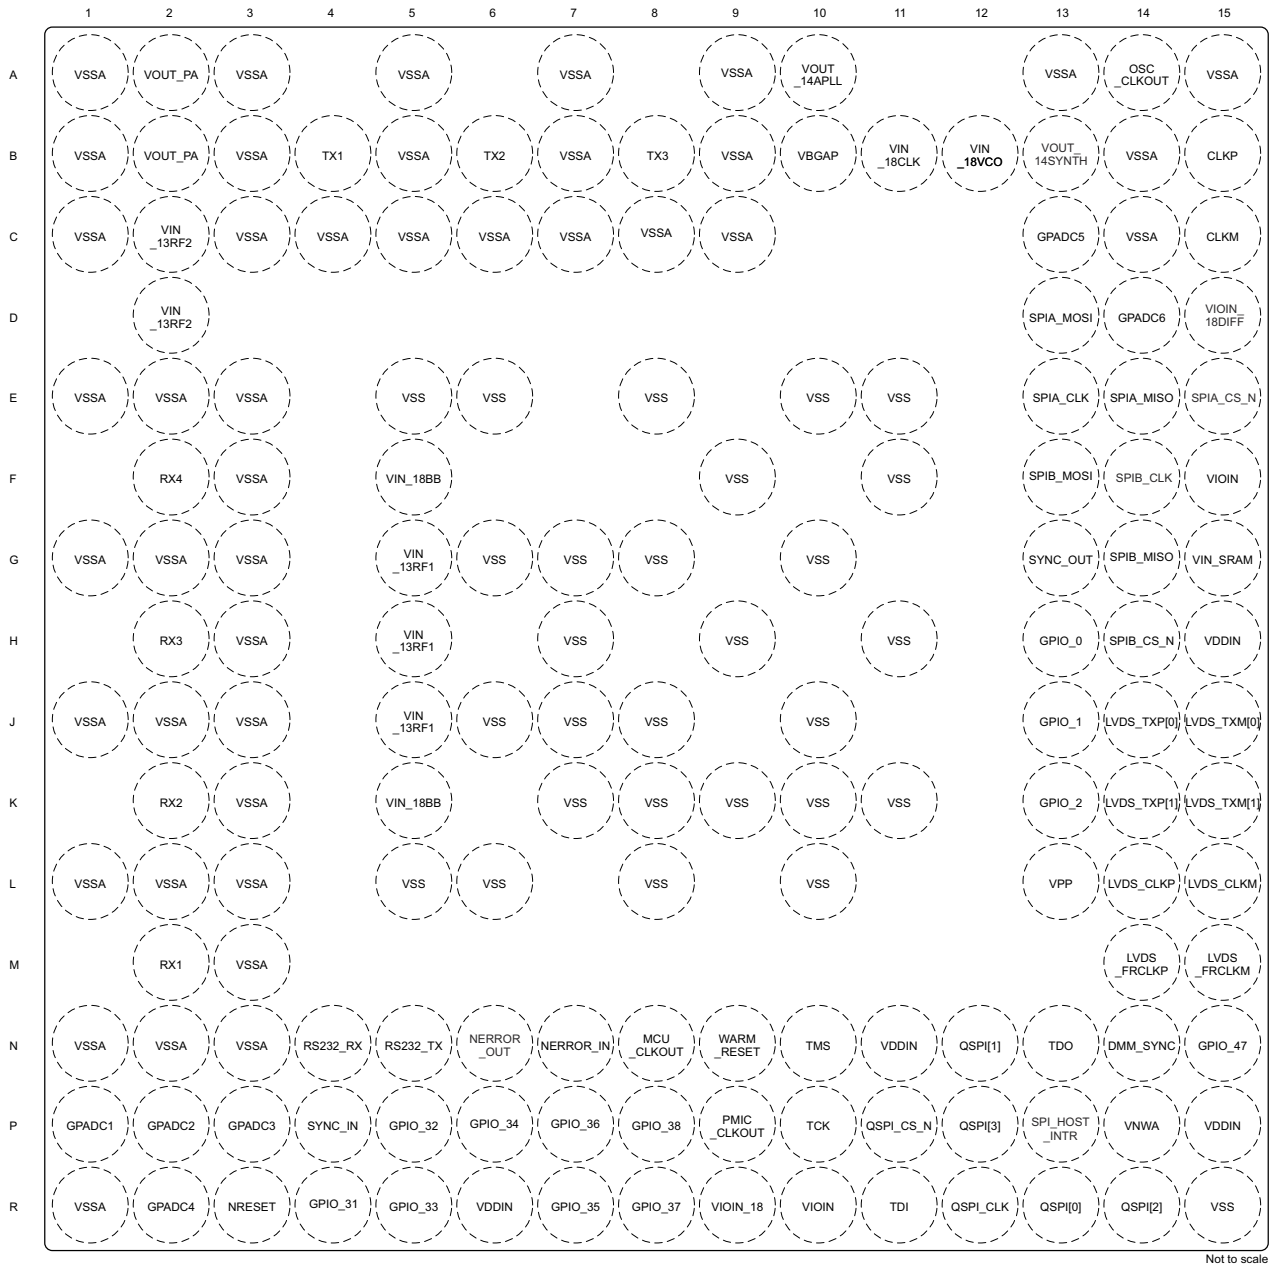 1 2 3 4 5 6 7 8 9 10 11 12 13 14 15
A VSSA VOUT_PA VSSA VSSA VSSA VSSA VOUT _14APLL VSSA OSC _CLKOUT VSSA
B VSSA VOUT_PA VSSA TX1 VSSA TX2 VSSA TX3 VSSA VBGAP VIN _18CLK VIN _18VCO VOUT_ 14SYNTH VSSA CLKP
C VSSA VIN _13RF2 VSSA VSSA VSSA VSSA VSSA VSSA VSSA GPADC5 VSSA CLKM
D VIN _13RF2 SPIA_MOSI GPADC6 VIOIN_ 18DIFF
E VSSA VSSA VSSA VSS VSS VSS VSS VSS SPIA_CLK SPIA_MISO SPIA_CS_N
F RX4 VSSA VIN_18BB VSS VSS SPIB_MOSI SPIB_CLK VIOIN
G VSSA VSSA VSSA VIN _13RF1 VSS VSS VSS VSS SYNC_OUT SPIB_MISO VIN_SRAM
H RX3 VSSA VIN _13RF1 VSS VSS VSS GPIO_0 SPIB_CS_N VDDIN
J VSSA VSSA VSSA VIN _13RF1 VSS VSS VSS VSS GPIO_1 LVDS_TXP[0] LVDS_TXM[0]
K RX2 VSSA VIN_18BB VSS VSS VSS VSS VSS GPIO_2 LVDS_TXP[1] LVDS_TXM[1]
L VSSA VSSA VSSA VSS VSS VSS VSS VPP LVDS_CLKP LVDS_CLKM
M RX1 VSSA LVDS _FRCLKP LVDS _FRCLKM
N VSSA VSSA VSSA RS232_RX RS232_TX NERROR _OUT NERROR_IN MCU _CLKOUT WARM _RESET TMS VDDIN QSPI[1] TDO DMM_SYNC GPIO_47
P GPADC1 GPADC2 GPADC3 SYNC_IN GPIO_32 GPIO_34 GPIO_36 GPIO_38 PMIC _CLKOUT TCK QSPI_CS_N QSPI[3] SPI_HOST _INTR VNWA VDDIN
R VSSA GPADC4 NRESET GPIO_31 GPIO_33 VDDIN GPIO_35 GPIO_37 VIOIN_18 VIOIN TDI QSPI_CLK QSPI[0] QSPI[2] VSS
Not to scale